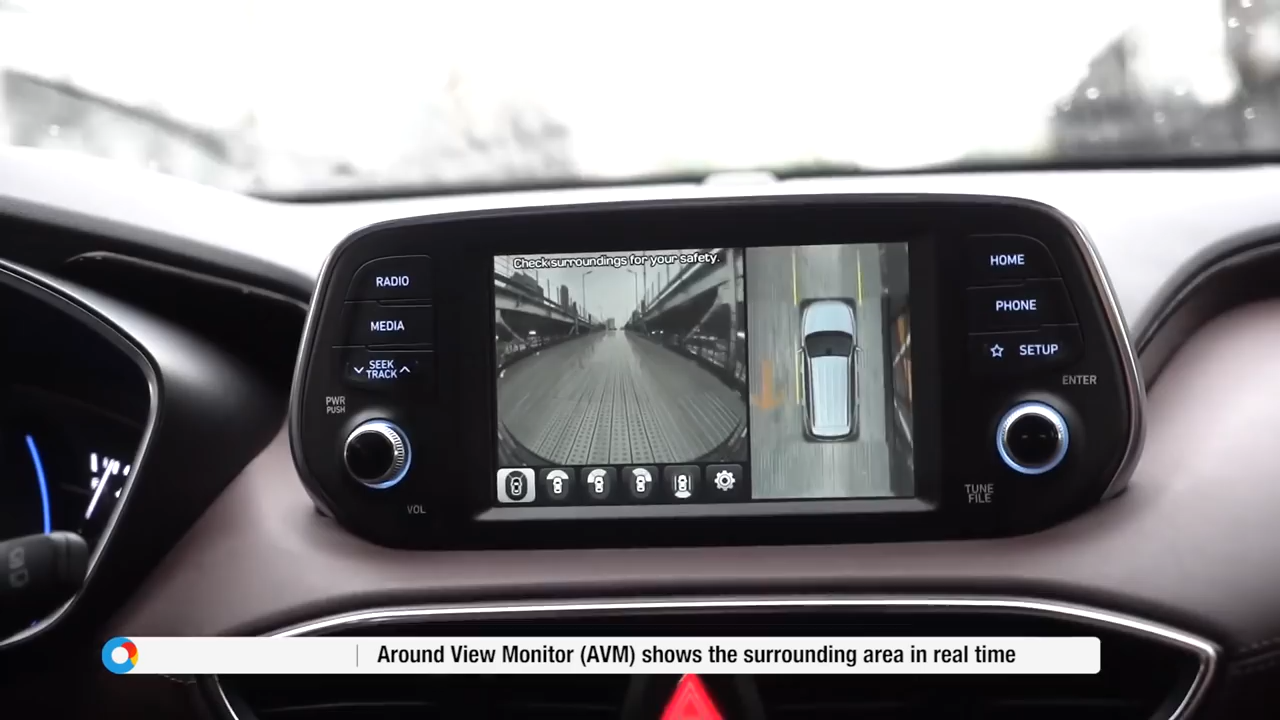 Check surroundings for your safety.
RADIO
MEDIA
SEEK
TRACK
PWR
PUSH
VOL
HOME
PHONE
SETUP
ENTER
TUNE
FILE
Around View Monitor (AVM) shows the surrounding area in real time